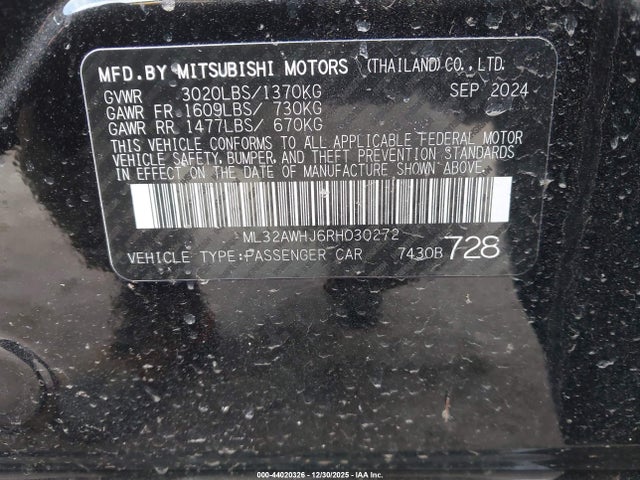 MFD.BY MITSUBISHI MOTORS (THAILAND) CO., LTD.
GVWR 3020LBS/1370KG SEP 2024
GAWR FR 1609LBS/ 730KG
GAWR RR 1477LBS/ 670KG
THIS VEHICLE CONFORMS TO ALL APPLICABLE FEDERAL MOTOR
VEHICLE SAFETY, BUMPER, AND THEFT PREVENTION STANDARDS
IN EFFECT ON THE DATE OF MANUFACTURE SHOWN ABOVE.
ML32AWHJ6RH030272
VEHICLE TYPE:PASSENGER CAR 7430B 728
000-44020326 - 12/30/2025 - IAA Inc.